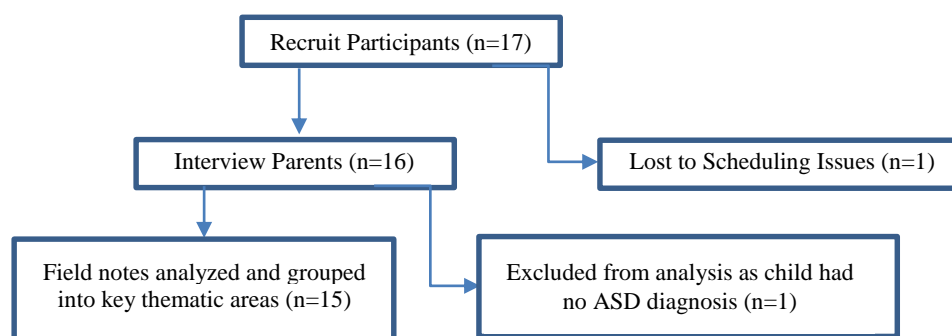 Recruit Participants (n=17)
Interview Parents (n=16)
Lost to Scheduling Issues (n=1)
Field notes analyzed and grouped
into key thematic areas (n=15)
Excluded from analysis as child had
no ASD diagnosis (n=1)